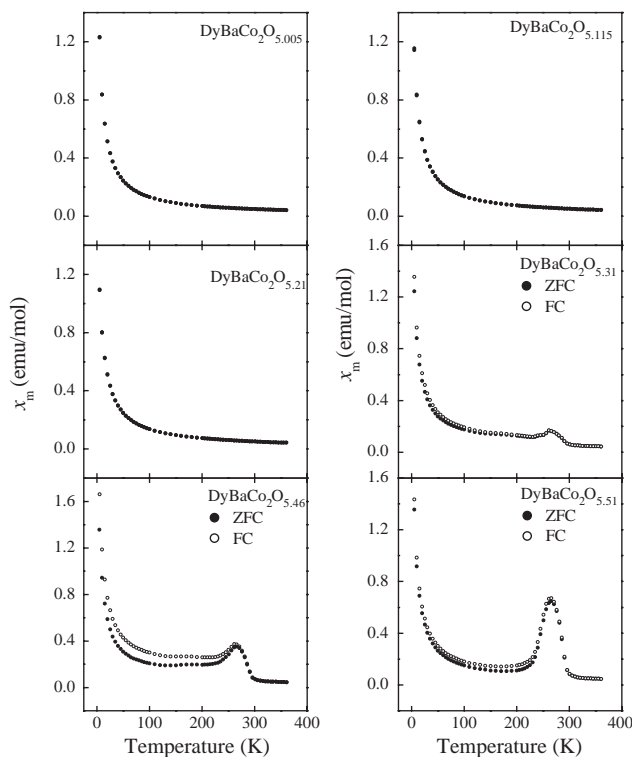 DyBaCo₂O₅.₀₀₅
1.2
0.8
0.4
0.0
DyBaCo₂O₅.₁₁₅
1.2
0.8
0.4
0.0
DyBaCo₂O₅.₂₁
1.2
0.8
0.4
0.0
xₘ (emu/mol)
DyBaCo₂O₅.₃₁
ZFC
FC
1.6
1.2
0.8
0.4
0.0
xₘ (emu/mol)
DyBaCo₂O₅.₄₆
ZFC
FC
1.6
1.2
0.8
0.4
0.0
0 100 200 300 400
Temperature (K)
DyBaCo₂O₅.₅₁
ZFC
FC
1.6
1.2
0.8
0.4
0.0
0 100 200 300 400
Temperature (K)